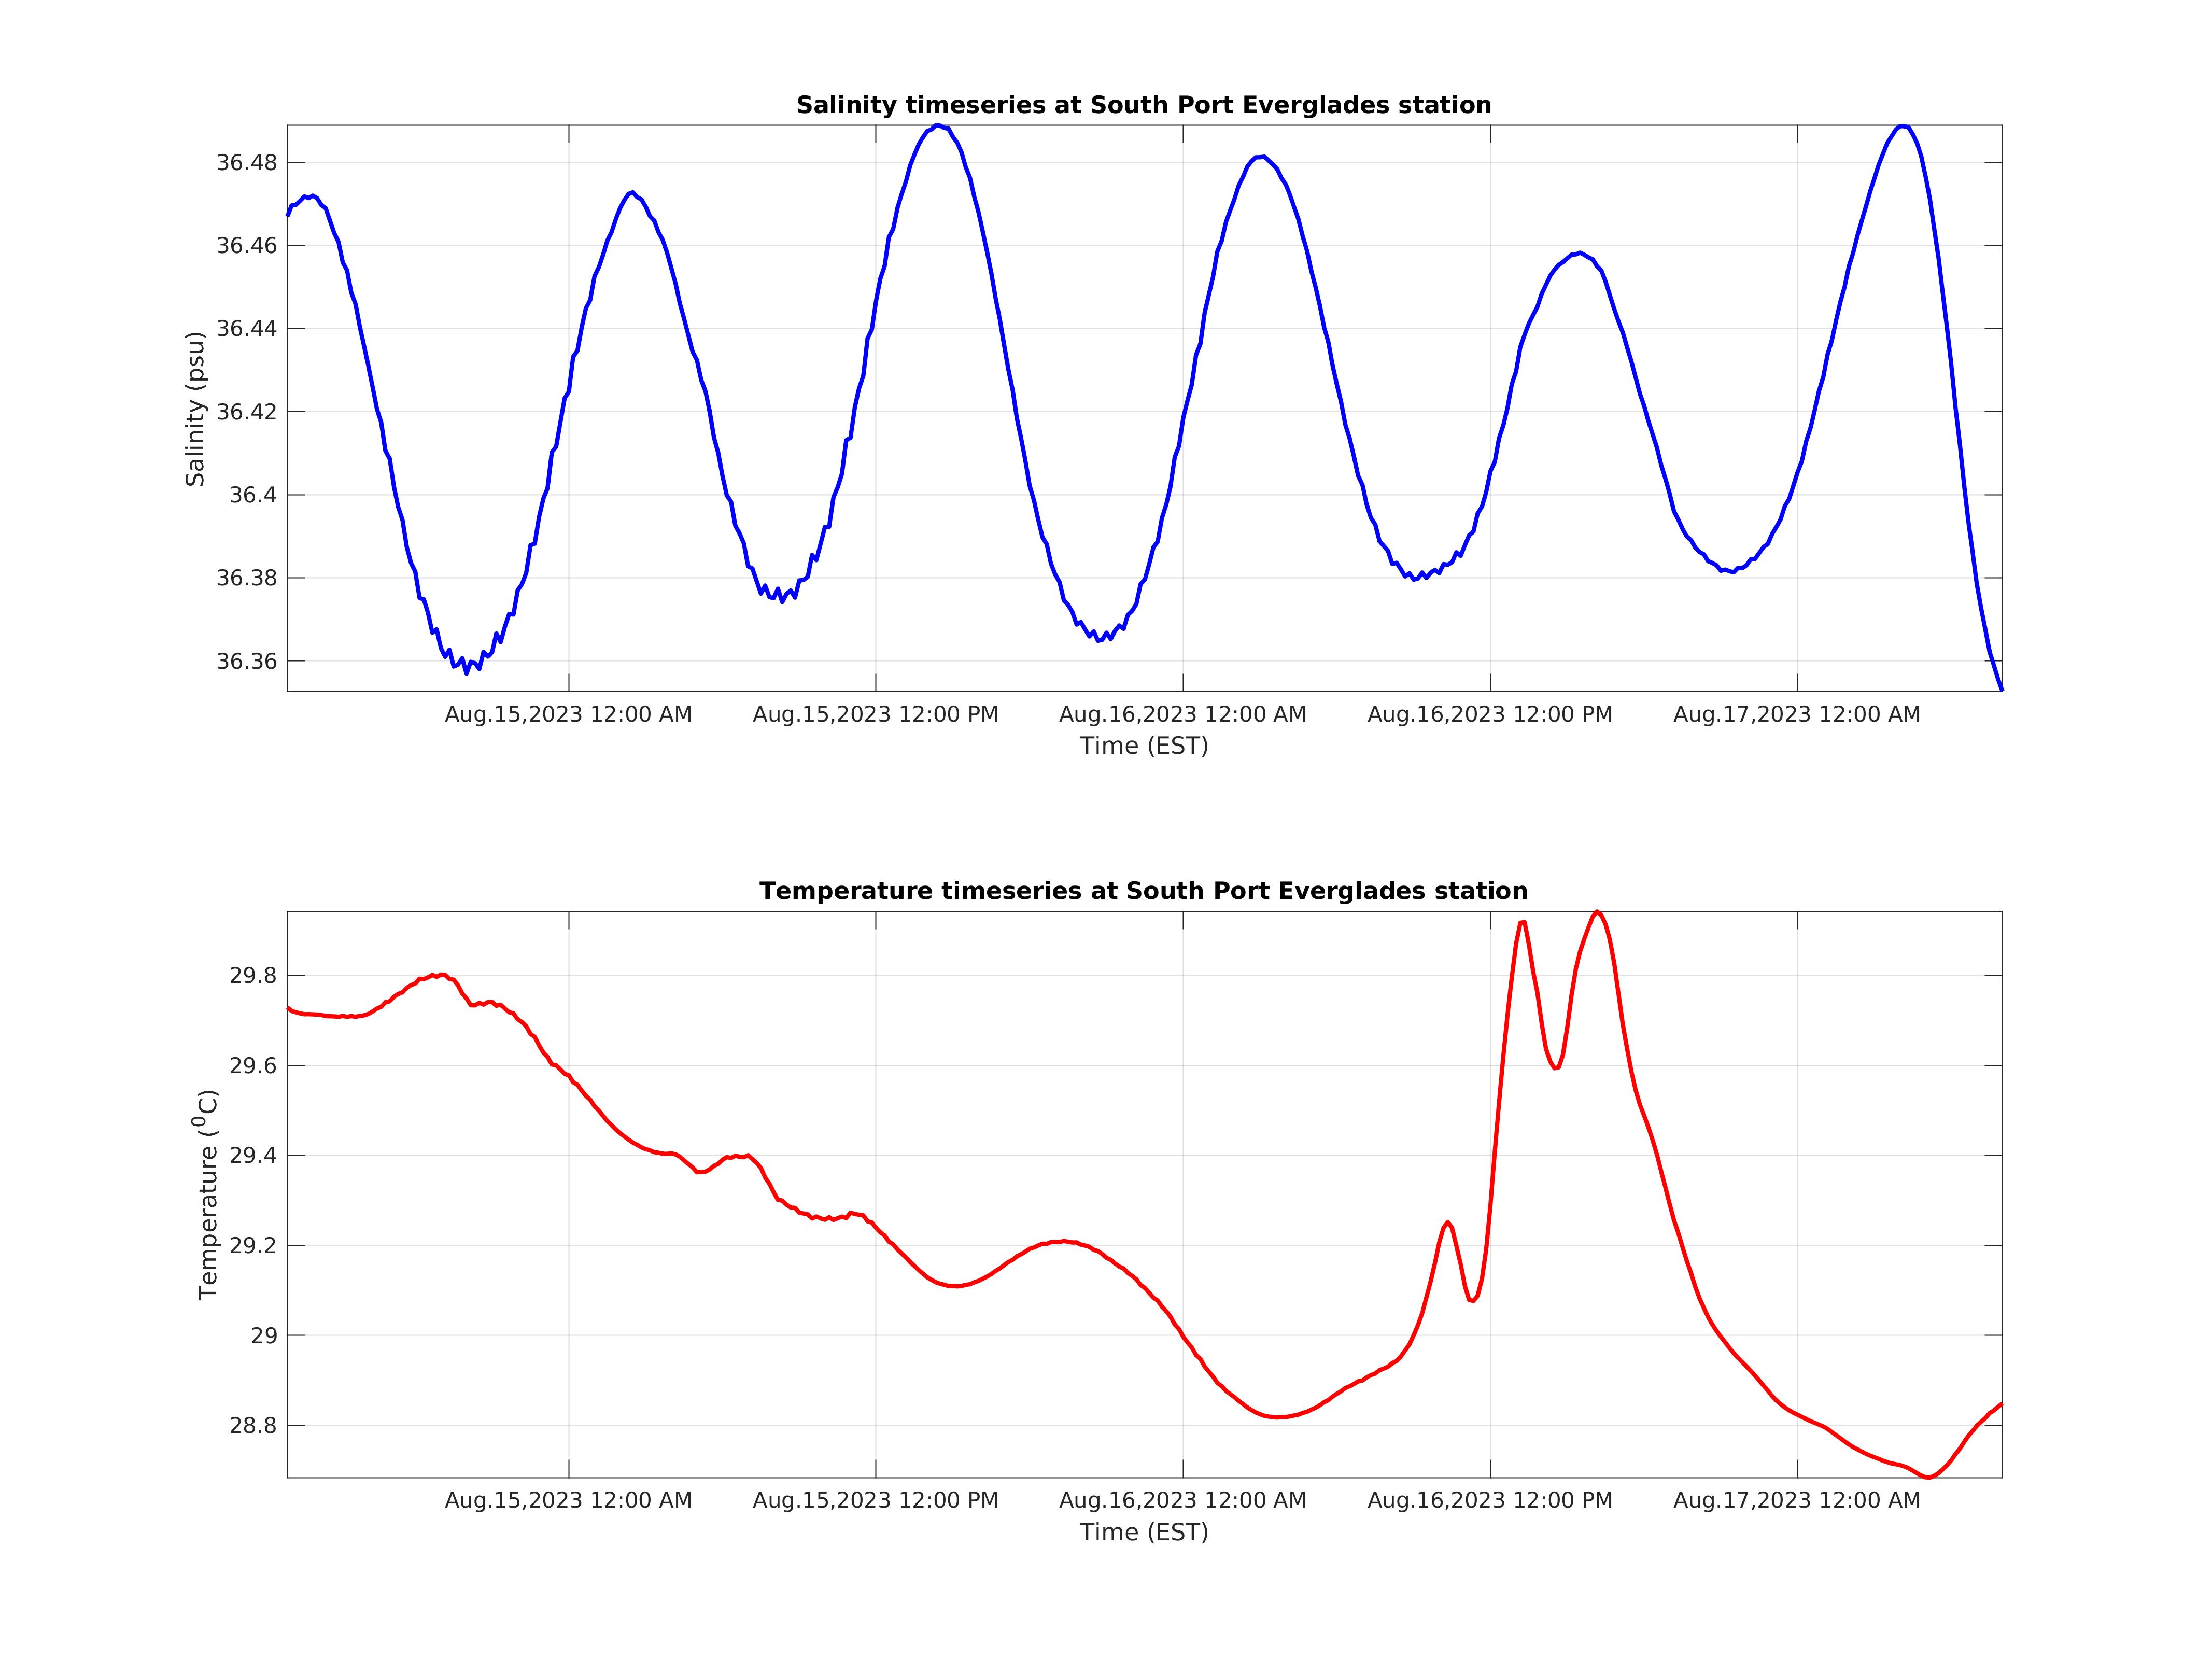 Salinity timeseries at South Port Everglades station
36.48
36.46
36.44
36.42
36.4
36.38
36.36
Salinity (psu)
Aug.15,2023 12:00 AM
Aug.15,2023 12:00 PM
Aug.16,2023 12:00 AM
Aug.16,2023 12:00 PM
Aug.17,2023 12:00 AM
Time (EST)
Temperature timeseries at South Port Everglades station
29.8
29.6
29.4
29.2
29
28.8
Temperature (⁰C)
Aug.15,2023 12:00 AM
Aug.15,2023 12:00 PM
Aug.16,2023 12:00 AM
Aug.16,2023 12:00 PM
Aug.17,2023 12:00 AM
Time (EST)